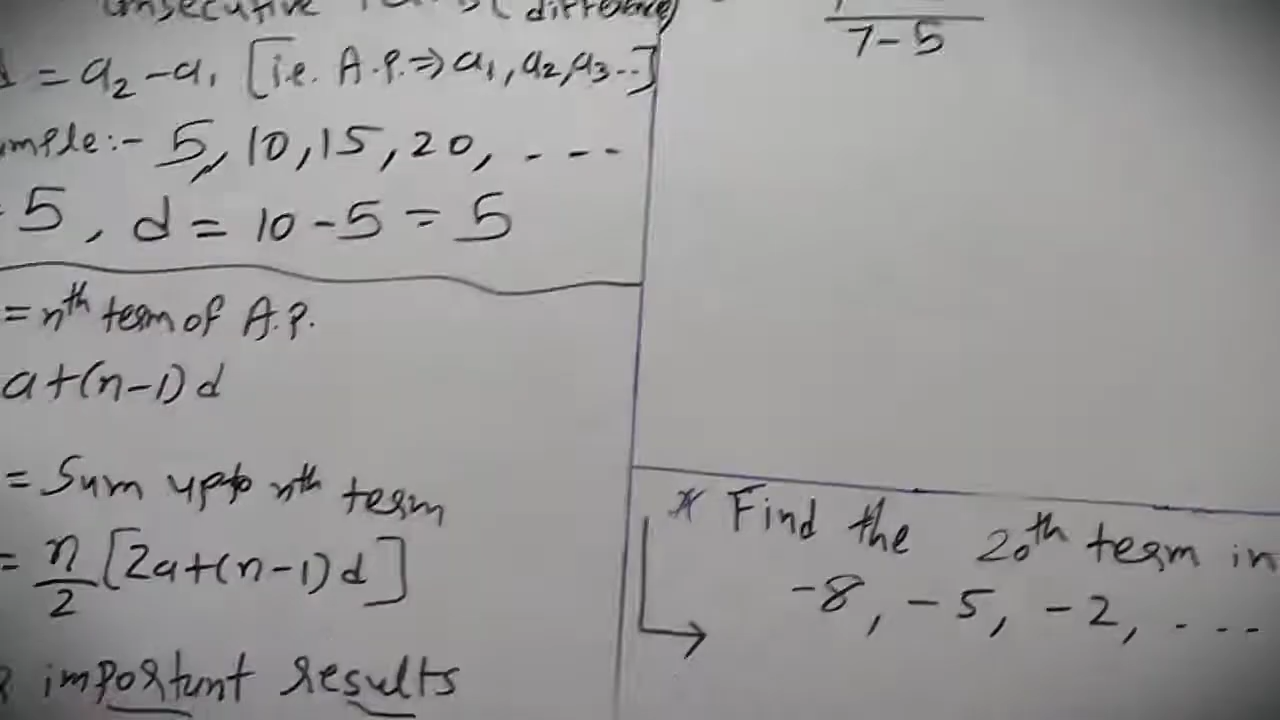 (difference)
= a₂ - a₁ [i.e. A.P. ⇒ a₁, a₂, a₃...]
5, 10, 15, 20, ----
5, d = 10 - 5 = 5
= nᵗʰ term of A.P.
a+(n-1)d
= Sum upto nᵗʰ term
= n/2 [2a+(n-1)d]
important results
7-5
* Find the 20ᵗʰ term in
-8, -5, -2, ----